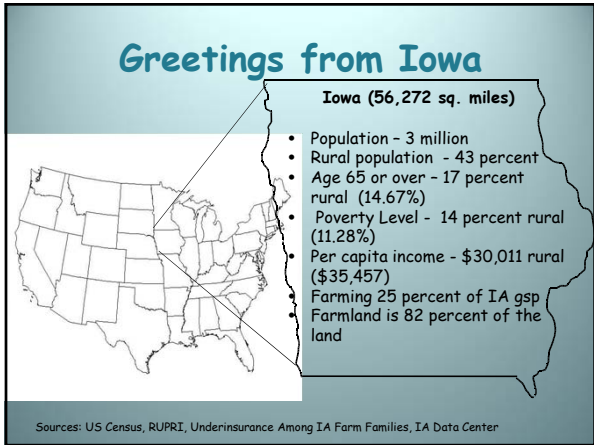 Greetings from Iowa
Iowa (56,272 sq. miles)
• Population – 3 million
• Rural population - 43 percent
• Age 65 or over – 17 percent
rural (14.67%)
• Poverty Level - 14 percent rural
(11.28%)
• Per capita income - $30,011 rural
($35,457)
• Farming 25 percent of IA gsp
• Farmland is 82 percent of the
land
Sources: US Census, RUPRI, Underinsurance Among IA Farm Families, IA Data Center